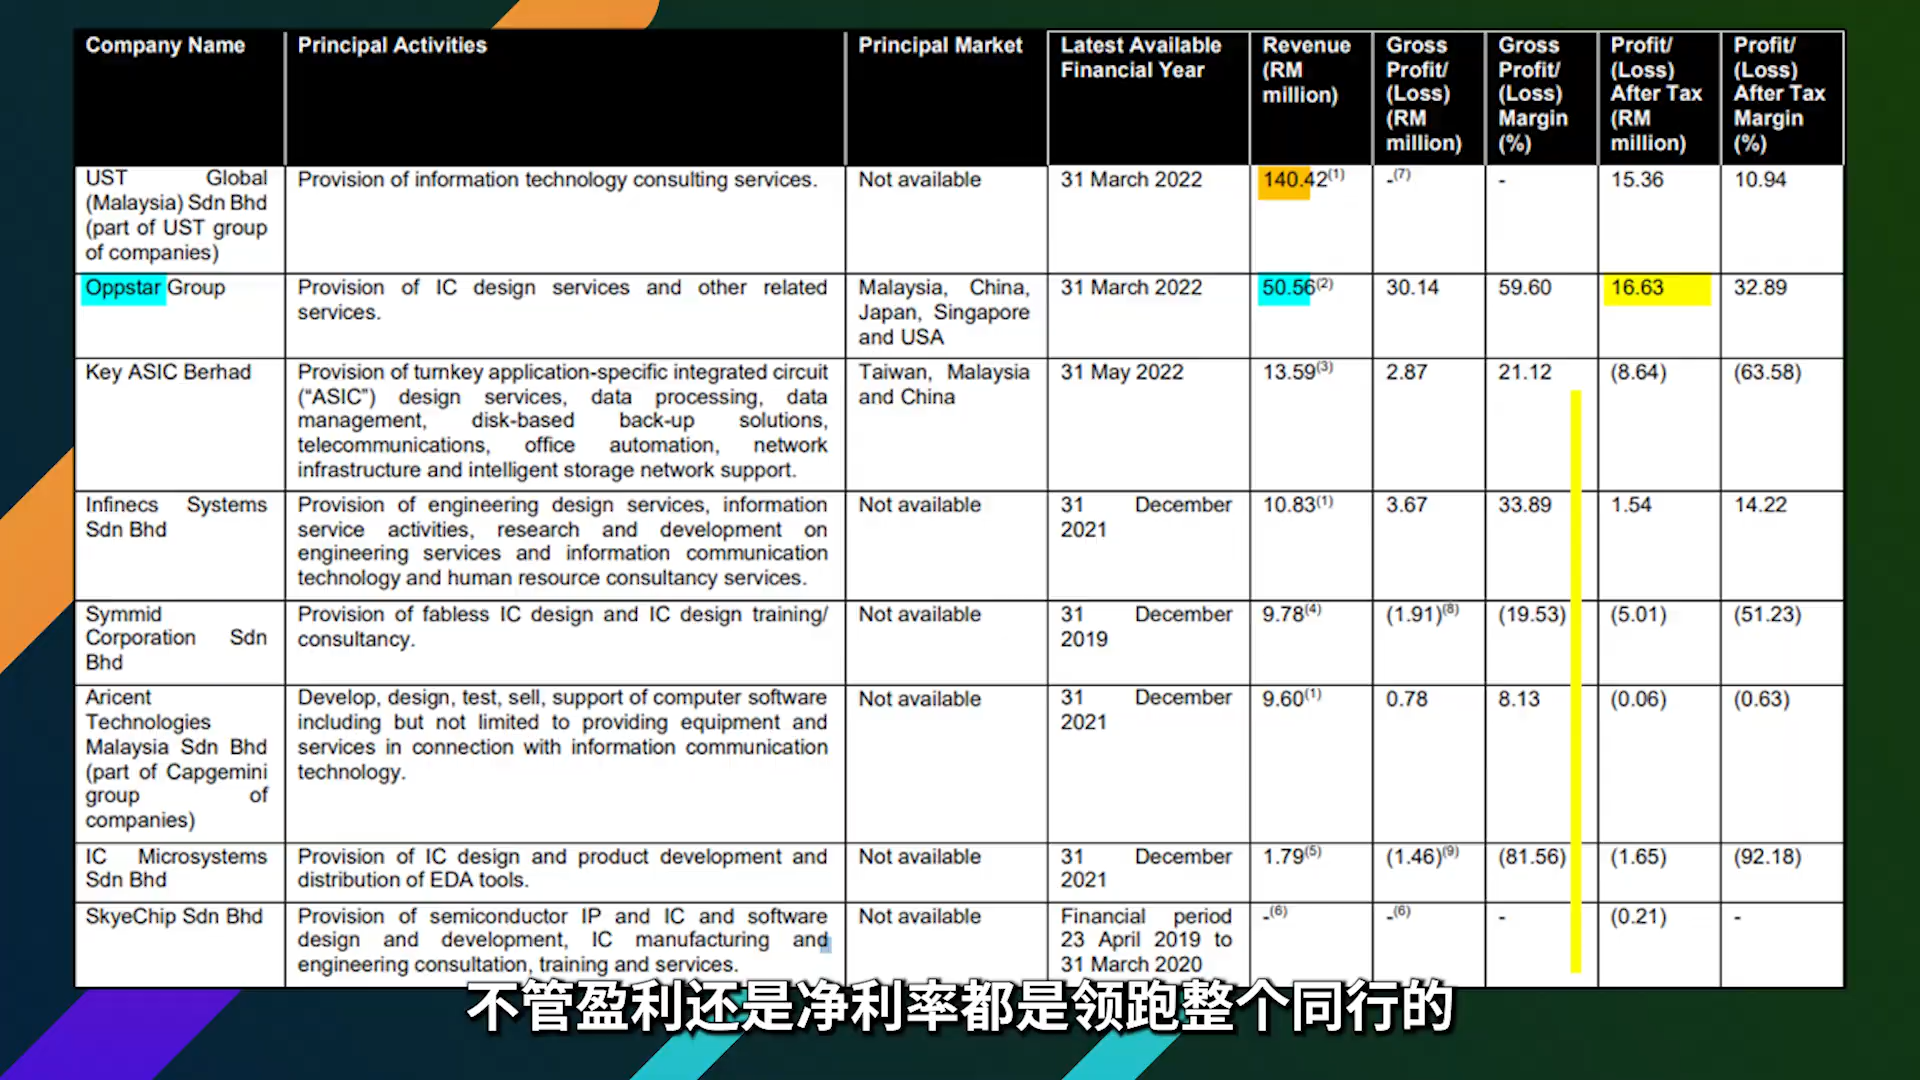 Company Name Principal Activities Principal Market Latest Available Financial Year Revenue (RM million) Gross Profit/ (Loss) (RM million) Gross Profit/ (Loss) Margin (%) Profit/ (Loss) After Tax (RM million) Profit/ (Loss) After Tax Margin (%)
UST Global (Malaysia) Sdn Bhd (part of UST group of companies) Provision of information technology consulting services. Not available 31 March 2022 140.42(1) -(7) - 15.36 10.94
Oppstar Group Provision of IC design services and other related services. Malaysia, China, Japan, Singapore and USA 31 March 2022 50.56(2) 30.14 59.60 16.63 32.89
Key ASIC Berhad Provision of turnkey application-specific integrated circuit (“ASIC”) design services, data processing, data management, disk-based back-up solutions, telecommunications, office automation, network infrastructure and intelligent storage network support. Taiwan, Malaysia and China 31 May 2022 13.59(3) 2.87 21.12 (8.64) (63.58)
Infinecs Systems Sdn Bhd Provision of engineering design services, information service activities, research and development on engineering services and information communication technology and human resource consultancy services. Not available 31 December 2021 10.83(1) 3.67 33.89 1.54 14.22
Symmid Corporation Sdn Bhd Provision of fabless IC design and IC design training/ consultancy. Not available 31 December 2019 9.78(4) (1.91)(8) (19.53) (5.01) (51.23)
Aricent Technologies Malaysia Sdn Bhd (part of Capgemini group of companies) Develop, design, test, sell, support of computer software including but not limited to providing equipment and services in connection with information communication technology. Not available 31 December 2021 9.60(1) 0.78 8.13 (0.06) (0.63)
IC Microsystems Sdn Bhd Provision of IC design and product development and distribution of EDA tools. Not available 31 December 2021 1.79(5) (1.46)(9) (81.56) (1.65) (92.18)
SkyeChip Sdn Bhd Provision of semiconductor IP and IC and software design and development, IC manufacturing and engineering consultation, training and services. Not available Financial period 23 April 2019 to 31 March 2020 -(6) -(6) - (0.21) -
不管盈利还是净利率都是领跑整个同行的